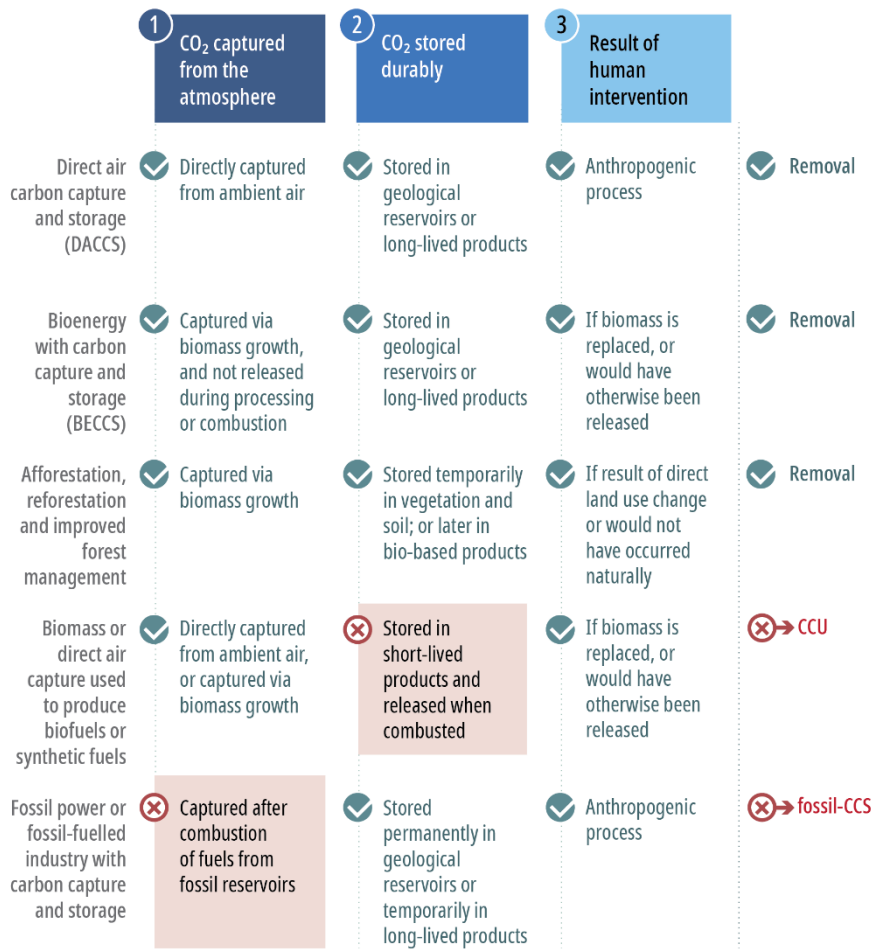 1
CO₂ captured
from the
atmosphere
2
CO₂ stored
durably
3
Result of
human
intervention
Direct air
carbon capture
and storage
(DACCS)
Directly captured
from ambient air
Stored in
geological
reservoirs or
long-lived products
Anthropogenic
process
Removal
Bioenergy
with carbon
capture and
storage
(BECCS)
Captured via
biomass growth,
and not released
during processing
or combustion
Stored in
geological
reservoirs or
long-lived products
If biomass is
replaced, or
would have
otherwise been
released
Removal
Afforestation,
reforestation
and improved
forest
management
Captured via
biomass growth
Stored temporarily
in vegetation and
soil; or later in
bio-based products
If result of direct
land use change
or would not
have occurred
naturally
Removal
Biomass or
direct air
capture used
to produce
biofuels or
synthetic fuels
Directly captured
from ambient air,
or captured via
biomass growth
Stored in
short-lived
products and
released when
combusted
If biomass is
replaced, or
would have
otherwise been
released
CCU
Fossil power or
fossil-fuelled
industry with
carbon capture
and storage
Captured after
combustion
of fuels from
fossil reservoirs
Stored
permanently in
geological
reservoirs or
temporarily in
long-lived products
Anthropogenic
process
fossil-CCS